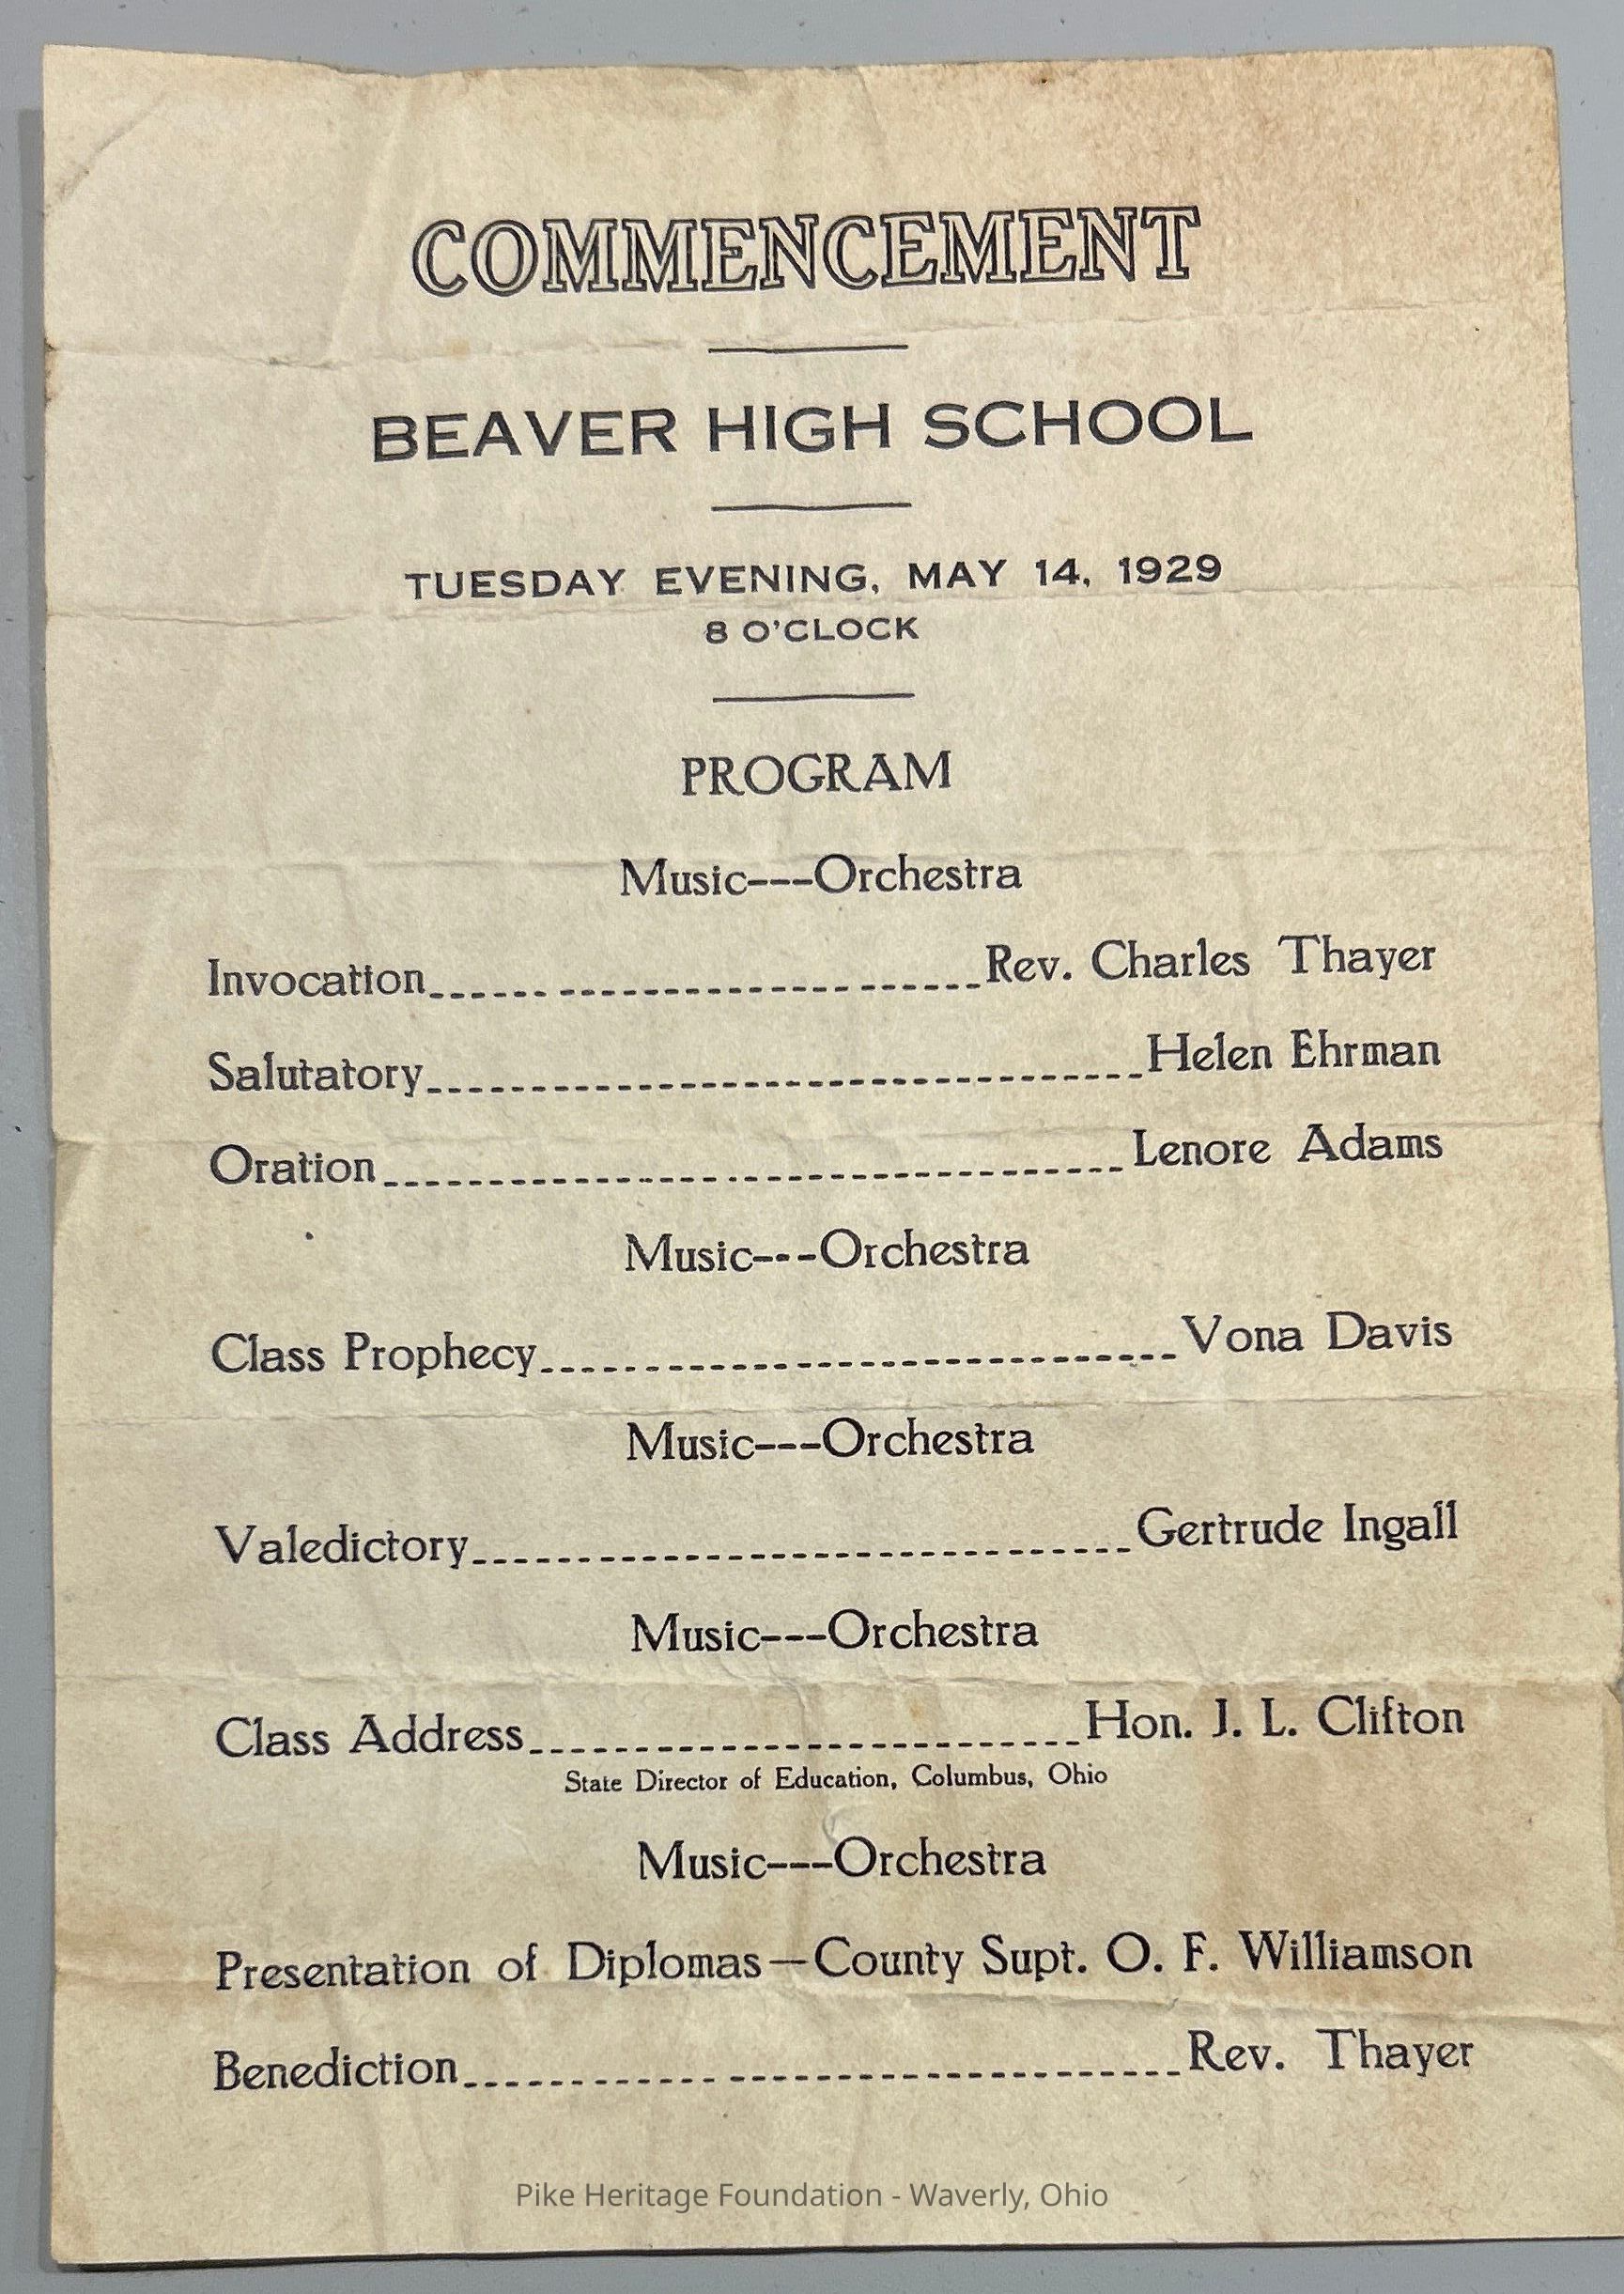 COMMENCEMENT
BEAVER HIGH SCHOOL
TUESDAY EVENING, MAY 14, 1929
8 O'CLOCK
PROGRAM
Music---Orchestra
Invocation Rev. Charles Thayer
Salutatory Helen Ehrman
Oration Lenore Adams
Music---Orchestra
Class Prophecy Vona Davis
Music---Orchestra
Valedictory Gertrude Ingall
Music---Orchestra
Class Address Hon. J. L. Clifton
State Director of Education, Columbus, Ohio
Music---Orchestra
Presentation of Diplomas—County Supt. O. F. Williamson
Benediction Rev. Thayer
Pike Heritage Foundation - Waverly, Ohio